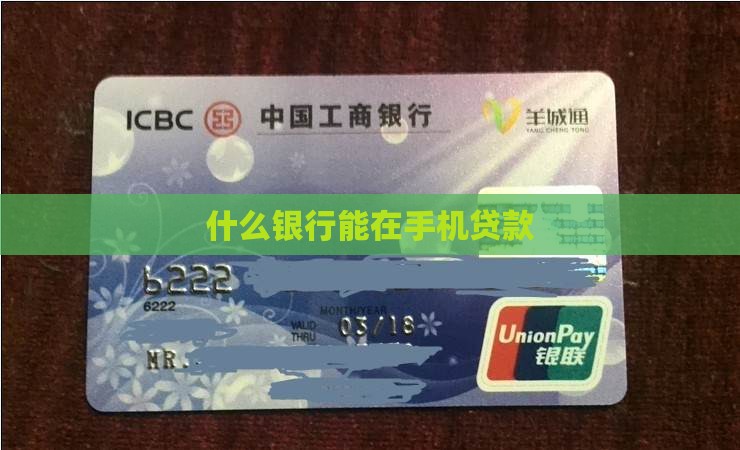 ICBC 中国工商银行 羊城通
YANG CHENG TONG
什么银行能在手机贷款
6222
6222
MONTH/YEAR
VALID THRU 03/18
MR.
UnionPay
银联